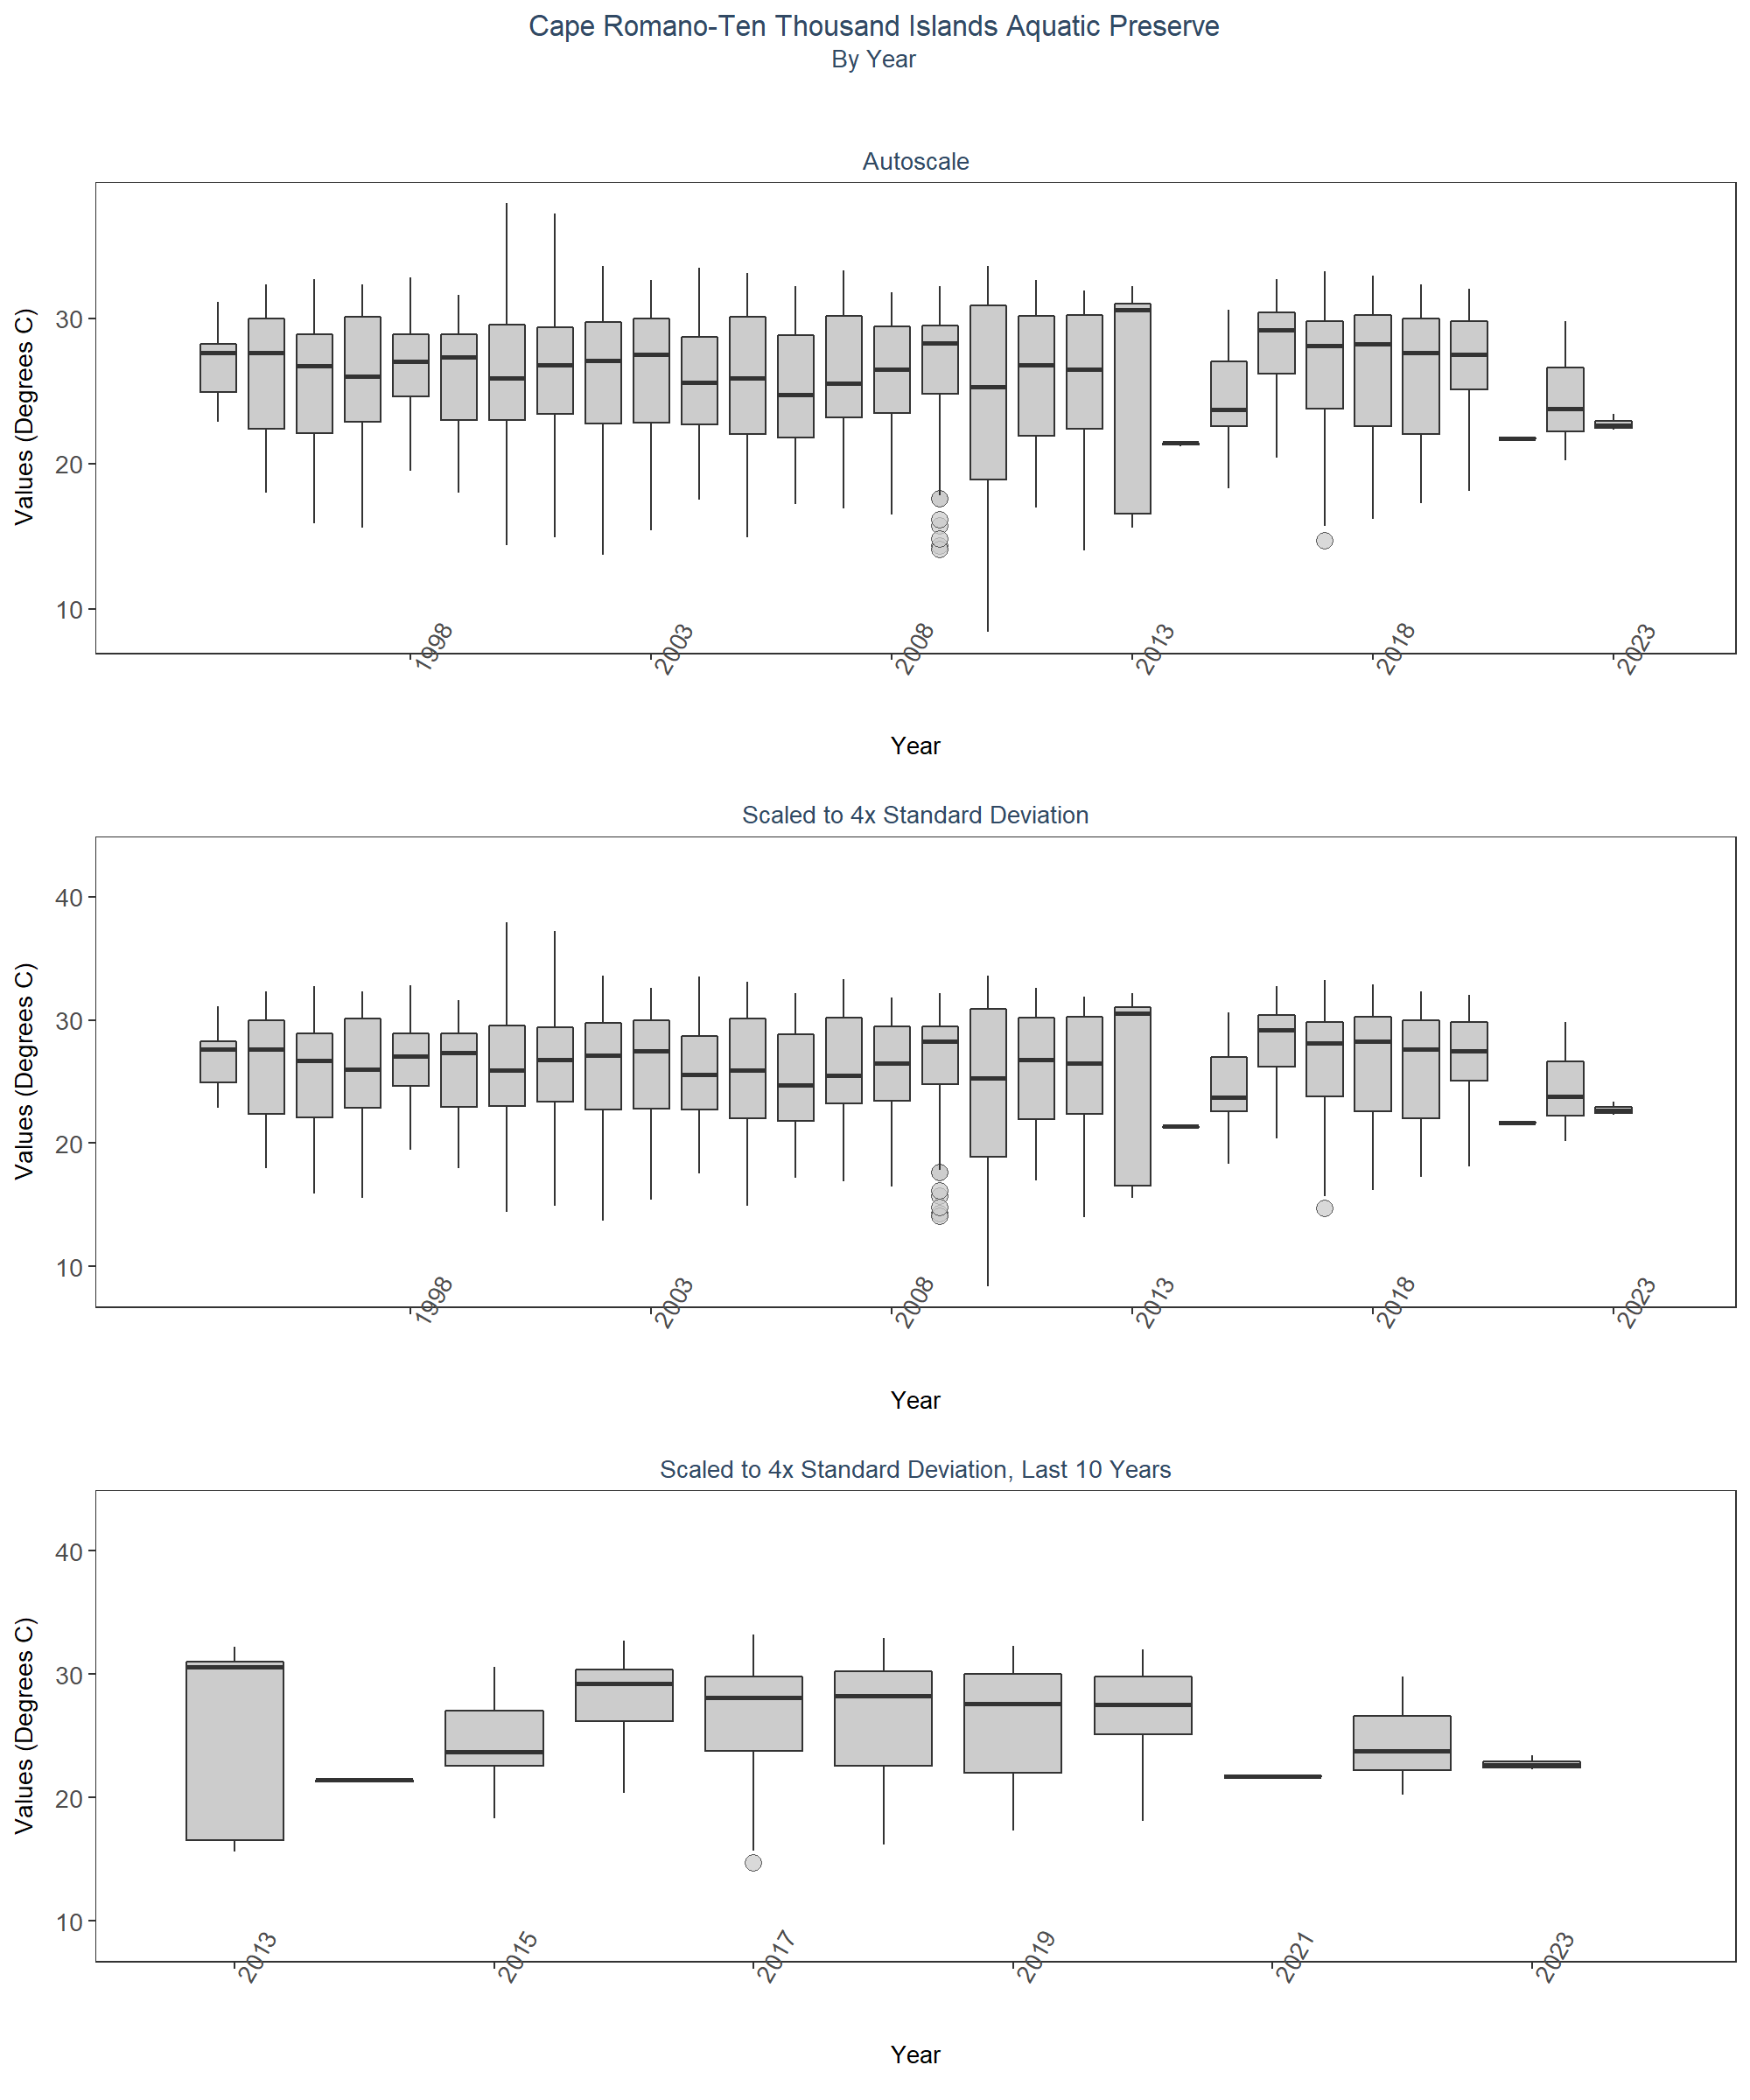 Cape Romano-Ten Thousand Islands Aquatic Preserve
By Year
Autoscale
Values (Degrees C)
30
20
10
1998 2003 2008 2013 2018 2023
Year
Scaled to 4x Standard Deviation
Values (Degrees C)
40
30
20
10
1998 2003 2008 2013 2018 2023
Year
Scaled to 4x Standard Deviation, Last 10 Years
Values (Degrees C)
40
30
20
10
2013 2015 2017 2019 2021 2023
Year